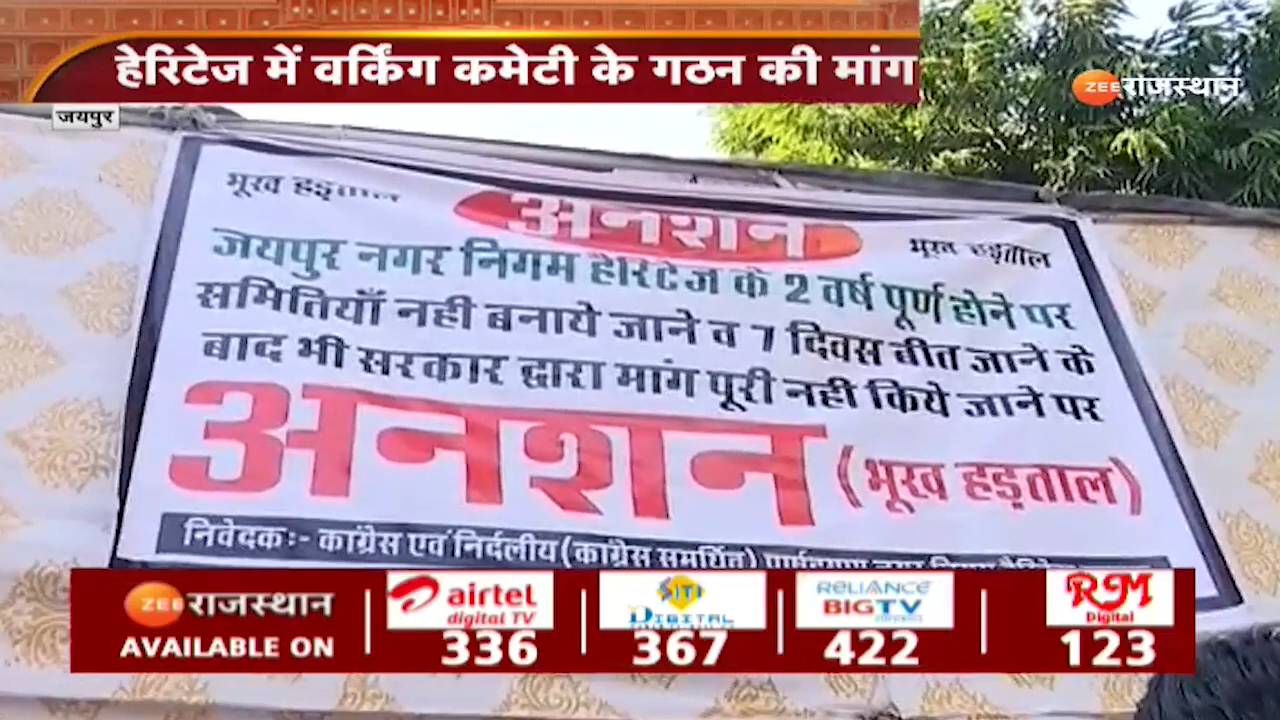 हेरिटेज में वर्किंग कमेटी के गठन की मांग
ZEE राजस्थान
जयपुर
भूख हड़ताल
अनशन
भूख हड़ताल
जयपुर नगर निगम हैरिटेज के 2 वर्ष पूर्ण होने पर
समितियाँ नही बनाये जाने व 7 दिवस बीत जाने के
बाद भी सरकार द्वारा मांग पूरी नही किये जाने पर
अनशन (भूख हड़ताल)
निवेदकः- कांग्रेस एवं निर्दलीय (कांग्रेस समर्थित)
ZEE राजस्थान
AVAILABLE ON
airtel
digital TV
336
SITI
DIGITAL
367
RELIANCE
BIGTV
422
RM
Digital
123